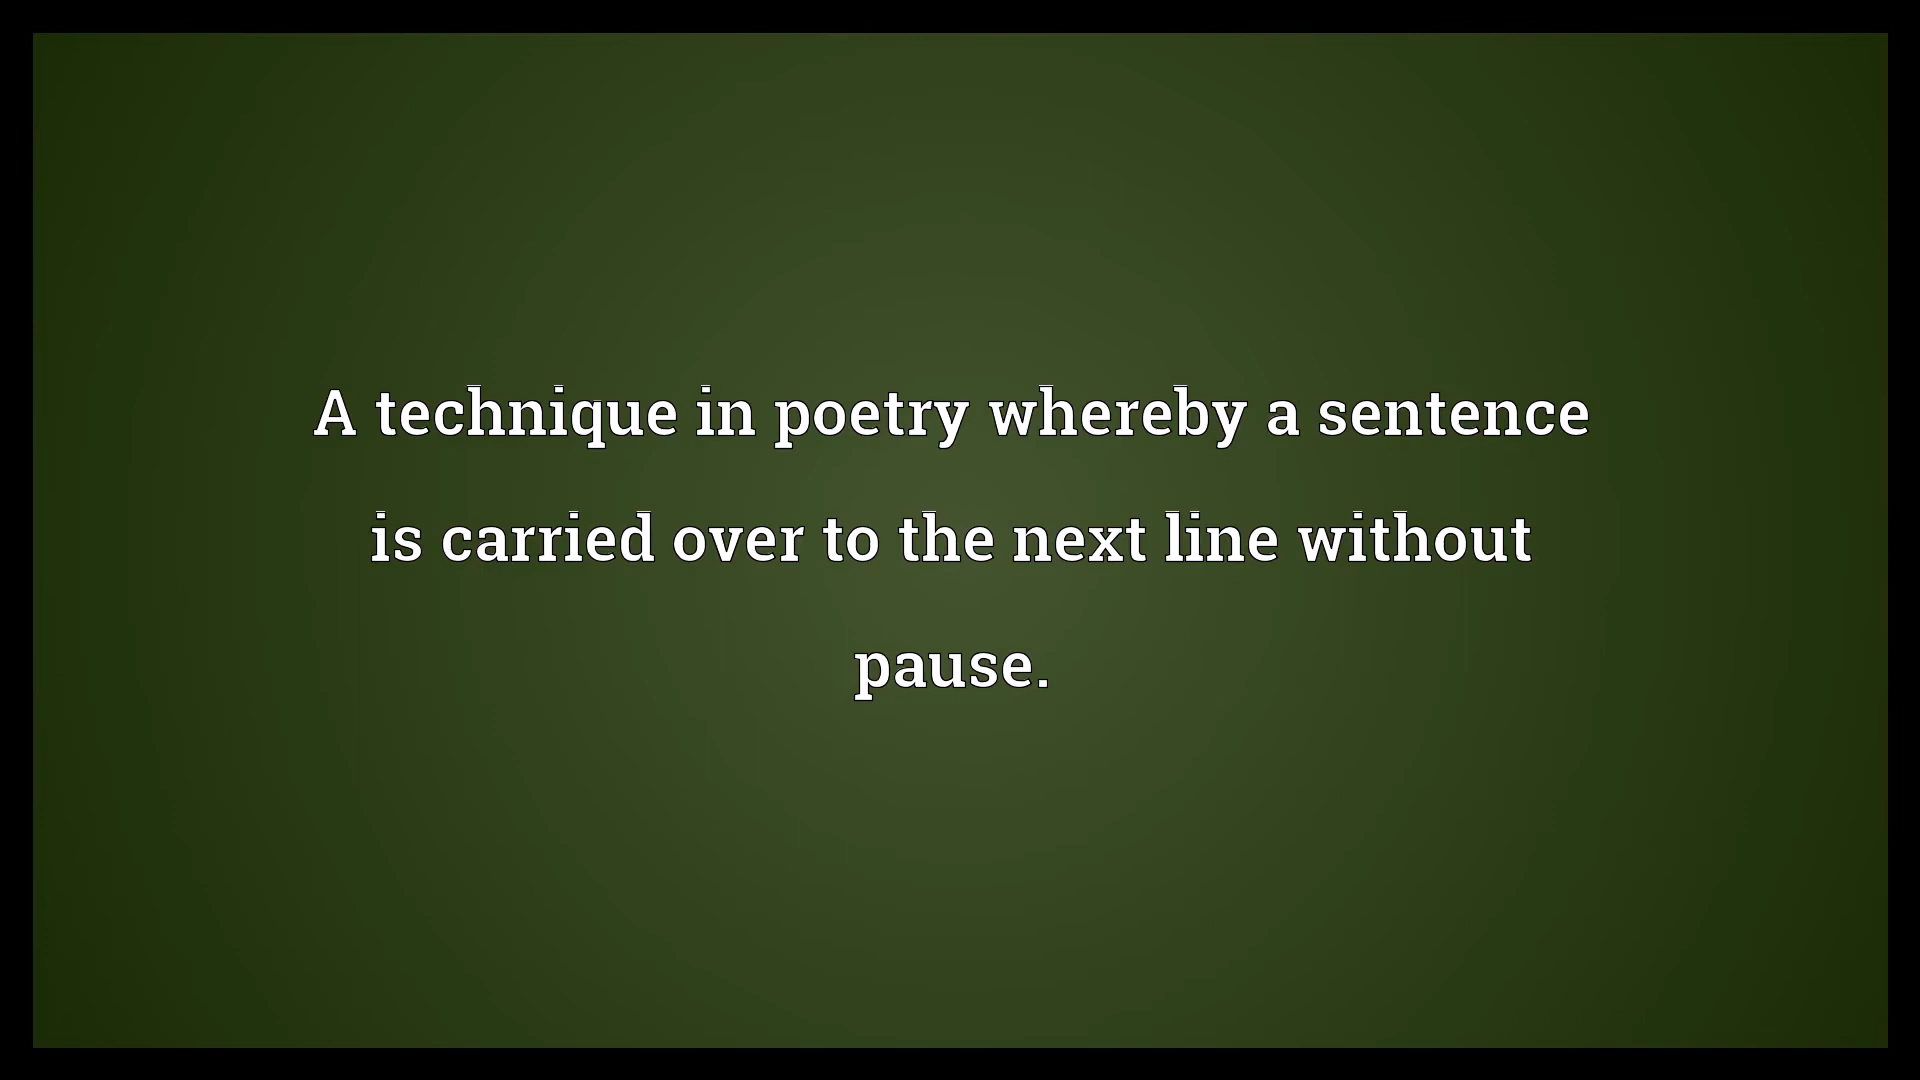 A technique in poetry whereby a sentence
is carried over to the next line without
pause.